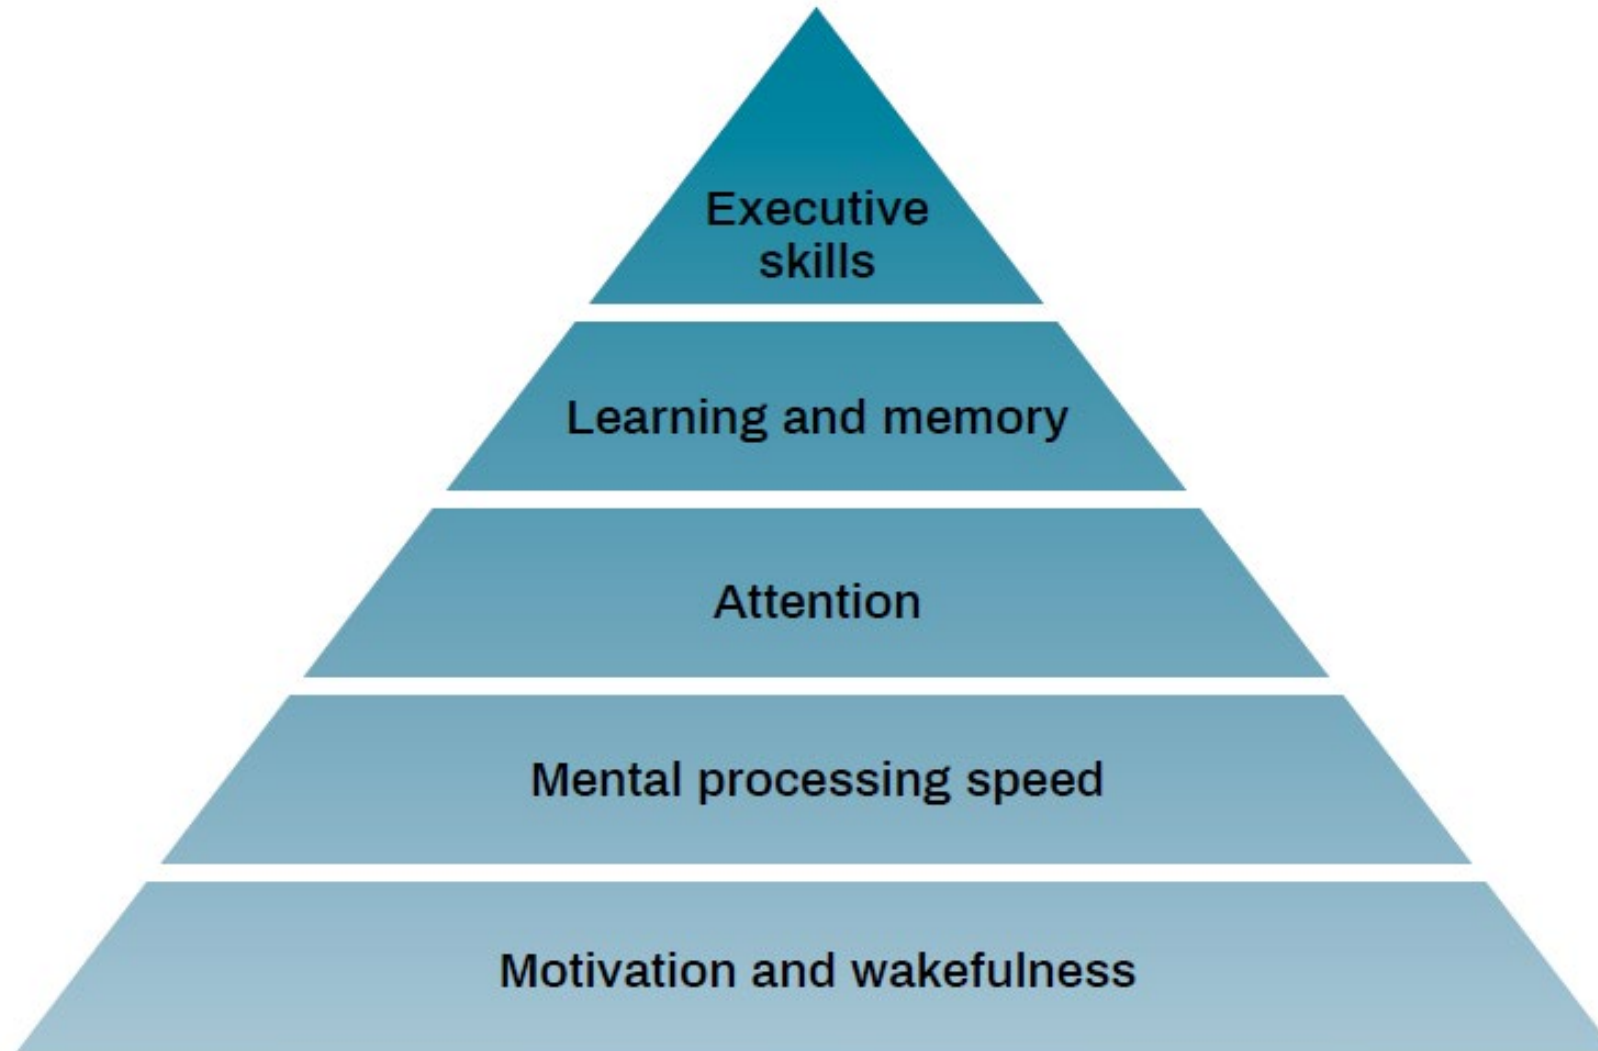 Executive
skills
Learning and memory
Attention
Mental processing speed
Motivation and wakefulness